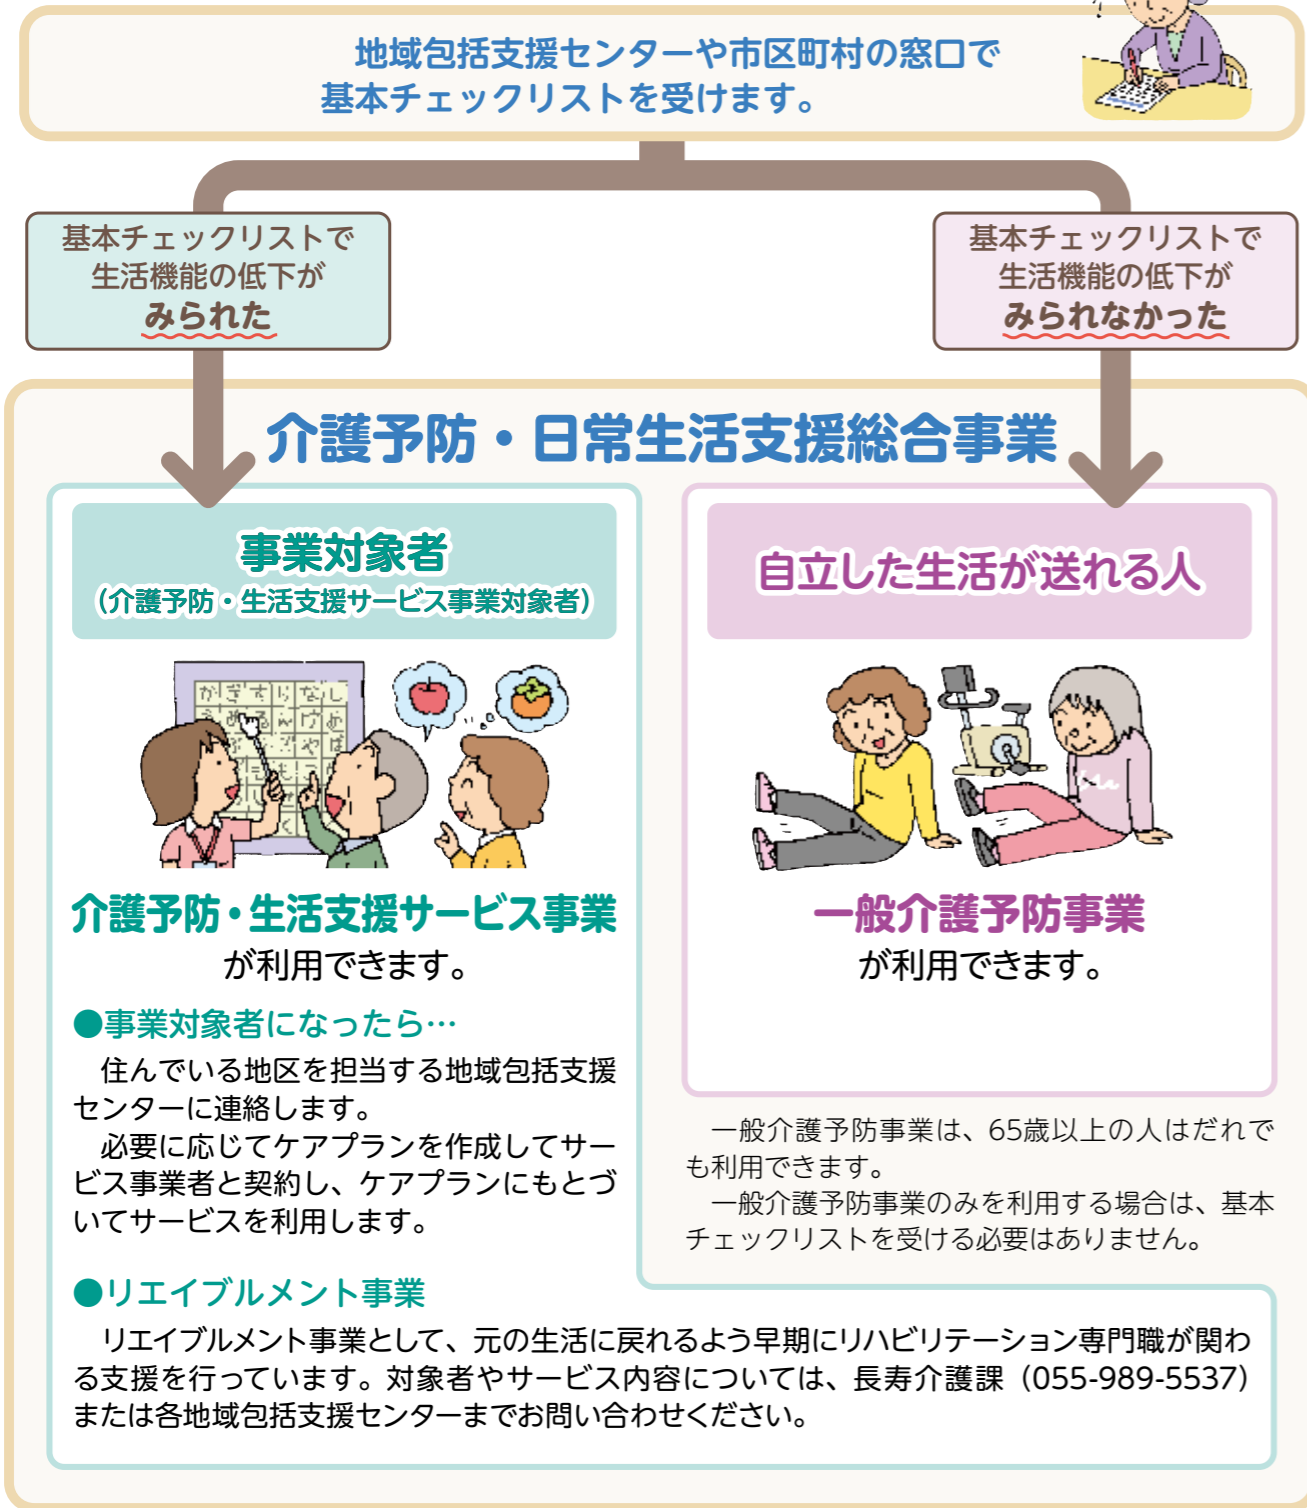 地域包括支援センターや市区町村の窓口で
基本チェックリストを受けます。
基本チェックリストで
生活機能の低下が
みられた
基本チェックリストで
生活機能の低下が
みられなかった
介護予防・日常生活支援総合事業
事業対象者
(介護予防・生活支援サービス事業対象者)
介護予防・生活支援サービス事業
が利用できます。
●事業対象者になったら…
住んでいる地区を担当する地域包括支援
センターに連絡します。
必要に応じてケアプランを作成してサー
ビス事業者と契約し、ケアプランにもとづ
いてサービスを利用します。
自立した生活が送れる人
一般介護予防事業
が利用できます。
一般介護予防事業は、65歳以上の人はだれで
も利用できます。
一般介護予防事業のみを利用する場合は、基本
チェックリストを受ける必要はありません。
●リエイブルメント事業
リエイブルメント事業として、元の生活に戻れるよう早期にリハビリテーション専門職が関わ
る支援を行っています。対象者やサービス内容については、長寿介護課(055-989-5537)
または各地域包括支援センターまでお問い合わせください。